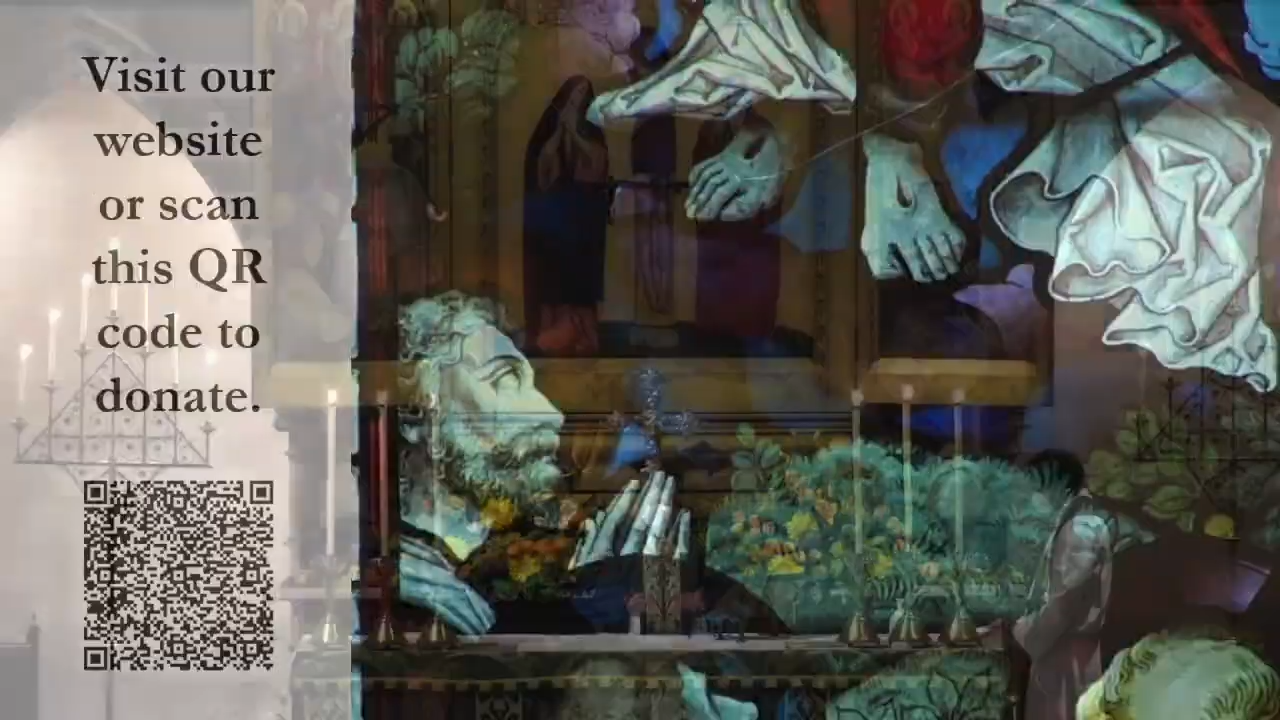 Visit our
website
or scan
this QR
code to
donate.